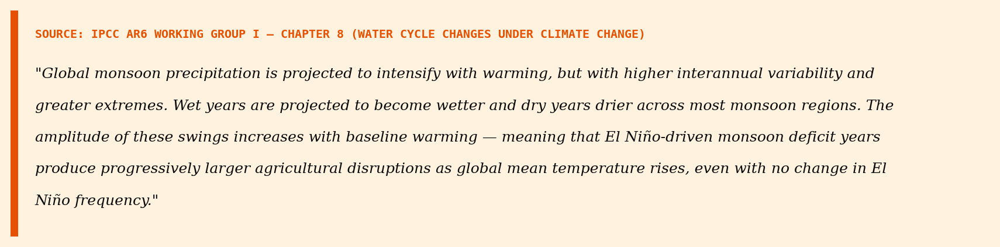 SOURCE: IPCC AR6 WORKING GROUP I — CHAPTER 8 (WATER CYCLE CHANGES UNDER CLIMATE CHANGE)
"Global monsoon precipitation is projected to intensify with warming, but with higher interannual variability and
greater extremes. Wet years are projected to become wetter and dry years drier across most monsoon regions. The
amplitude of these swings increases with baseline warming — meaning that El Niño-driven monsoon deficit years
produce progressively larger agricultural disruptions as global mean temperature rises, even with no change in El
Niño frequency."